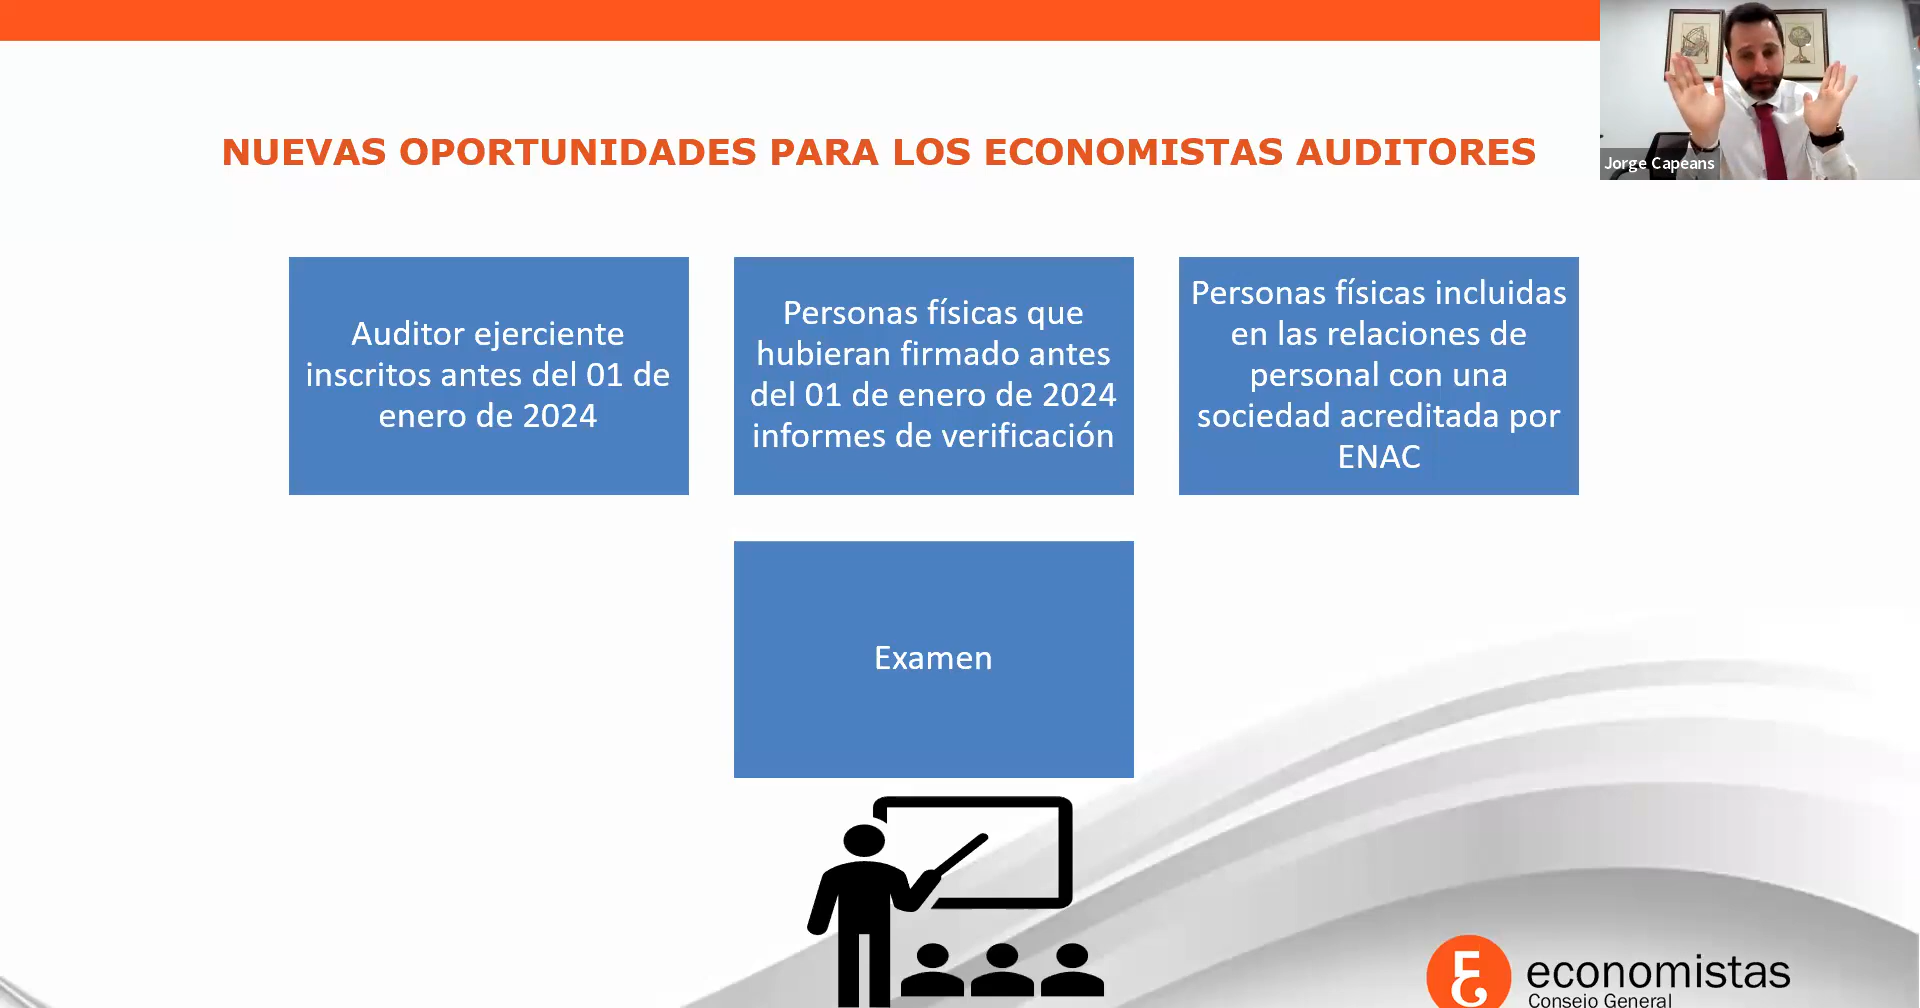 Jorge Capeans
NUEVAS OPORTUNIDADES PARA LOS ECONOMISTAS AUDITORES
Auditor ejerciente
inscritos antes del 01 de
enero de 2024
Personas físicas que
hubieran firmado antes
del 01 de enero de 2024
informes de verificación
Personas físicas incluidas
en las relaciones de
personal con una
sociedad acreditada por
ENAC
Examen
economistas
Consejo General